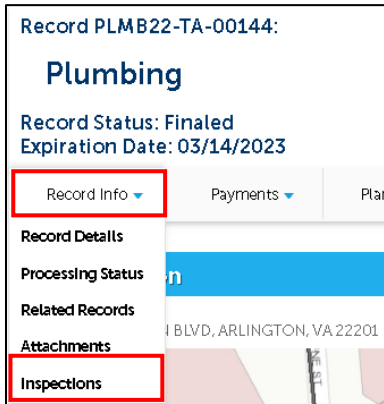 Record PLMB22-TA-00144:
Plumbing
Record Status: Finaled
Expiration Date: 03/14/2023
Record Info Payments
Record Details
Processing Status
Related Records
BLVD, ARLINGTON, VA 22201
Attachments
Inspections